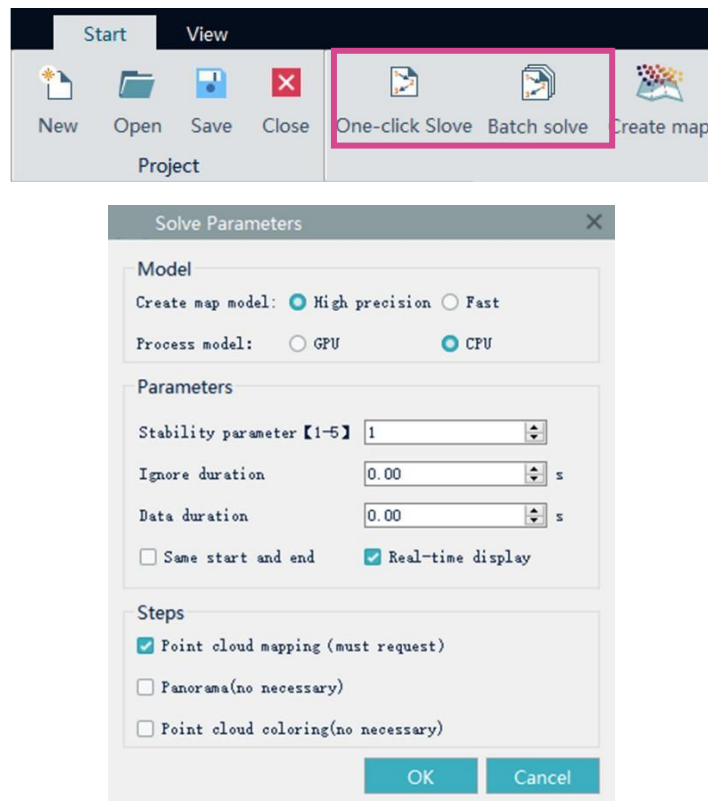 Start View
New Open Save Close One-click Slove Batch solve Create map
Project
Solve Parameters
Model
Create map model: High precision Fast
Process model: GPU CPU
Parameters
Stability parameter【1-5】 1
Ignore duration 0.00 s
Data duration 0.00 s
Same start and end Real-time display
Steps
Point cloud mapping (must request)
Panorama(no necessary)
Point cloud coloring(no necessary)
OK Cancel